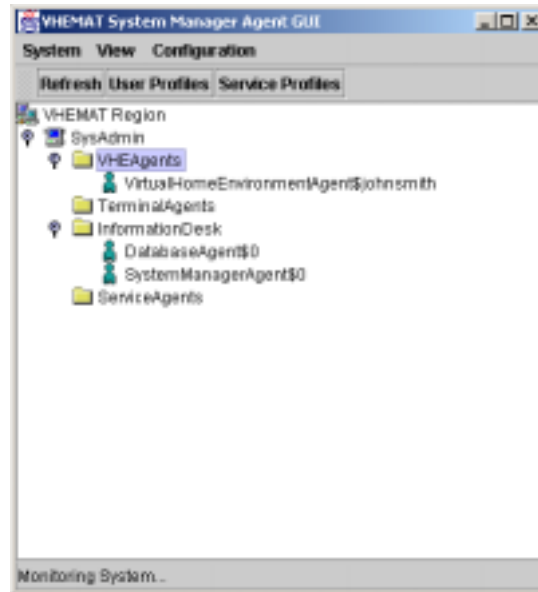 VHEMAT System Manager Agent GUI
System View Configuration
Refresh User Profiles Service Profiles
VHEMAT Region
SysAdmin
VHEAgents
VirtualHomeEnvironmentAgent$johnsmith
TerminalAgents
InformationDesk
DatabaseAgent$0
SystemManagerAgent$0
ServiceAgents
Monitoring System...